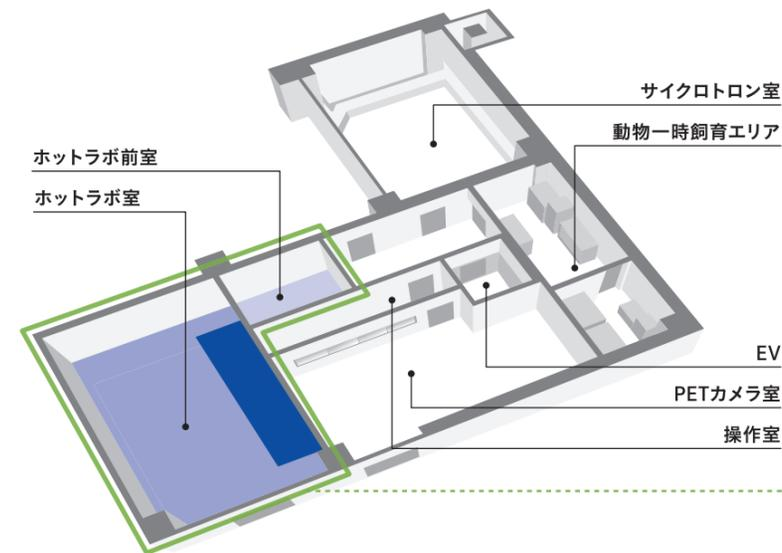 サイクロトロン室
動物一時飼育エリア
ホットラボ前室
ホットラボ室
EV
PETカメラ室
操作室